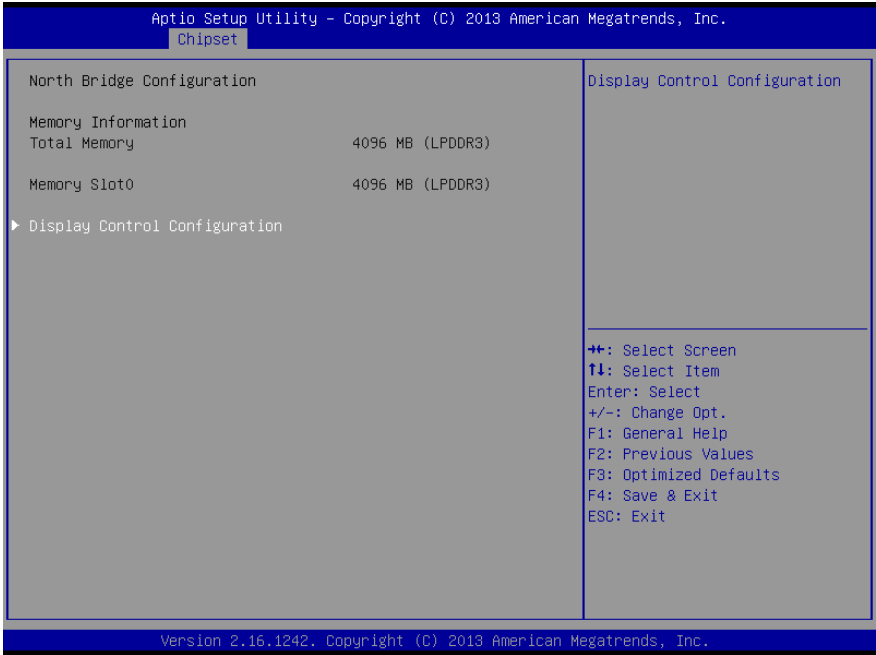 Aptio Setup Utility – Copyright (C) 2013 American Megatrends, Inc.
Chipset
North Bridge Configuration
Memory Information
Total Memory 4096 MB (LPDDR3)
Memory Slot0 4096 MB (LPDDR3)
▶ Display Control Configuration
Display Control Configuration
→←: Select Screen
↑↓: Select Item
Enter: Select
+/-: Change Opt.
F1: General Help
F2: Previous Values
F3: Optimized Defaults
F4: Save & Exit
ESC: Exit
Version 2.16.1242. Copyright (C) 2013 American Megatrends, Inc.